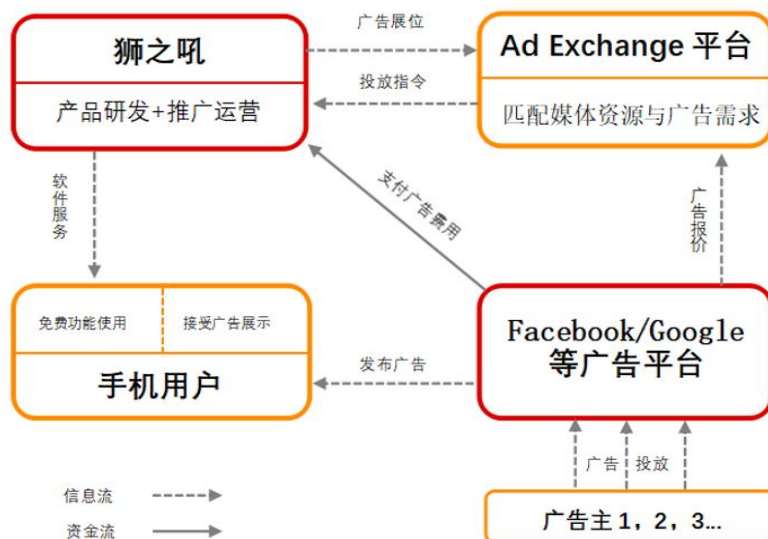 狮之吼
产品研发+推广运营
广告展位
投放指令
Ad Exchange 平台
匹配媒体资源与广告需求
软件服务
支付广告费用
广告报价
免费功能使用
接受广告展示
手机用户
发布广告
Facebook/Google
等广告平台
广告 投放
广告主 1，2，3...
信息流
资金流